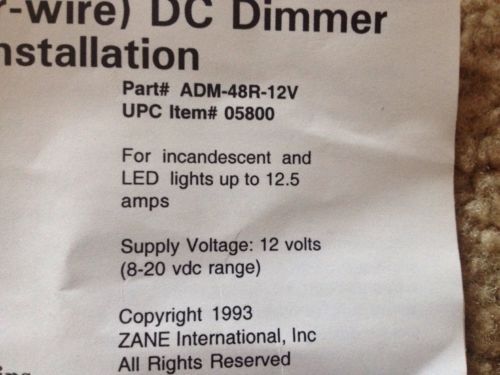 r-wire) DC Dimmer
nstallation
Part# ADM-48R-12V
UPC Item# 05800
For incandescent and
LED lights up to 12.5
amps
Supply Voltage: 12 volts
(8-20 vdc range)
Copyright 1993
ZANE International, Inc
All Rights Reserved